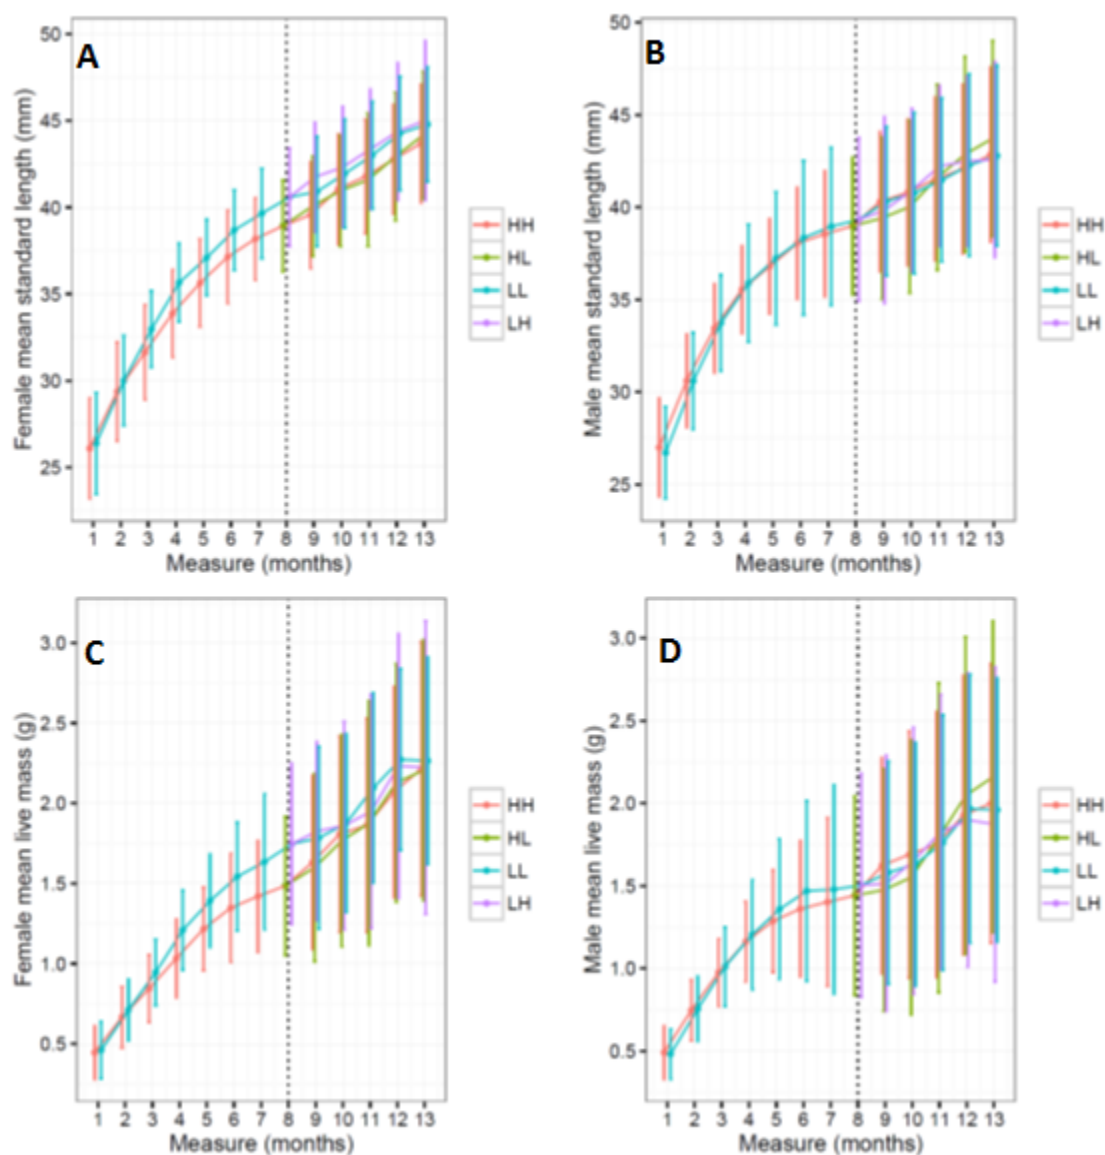 A
Female mean standard length (mm)
50
45
40
35
30
25
1 2 3 4 5 6 7 8 9 10 11 12 13
Measure (months)
HH
HL
LL
LH
B
Male mean standard length (mm)
50
45
40
35
30
25
1 2 3 4 5 6 7 8 9 10 11 12 13
Measure (months)
HH
HL
LL
LH
C
Female mean live mass (g)
3.0
2.5
2.0
1.5
1.0
0.5
1 2 3 4 5 6 7 8 9 10 11 12 13
Measure (months)
HH
HL
LL
LH
D
Male mean live mass (g)
3.0
2.5
2.0
1.5
1.0
0.5
1 2 3 4 5 6 7 8 9 10 11 12 13
Measure (months)
HH
HL
LL
LH